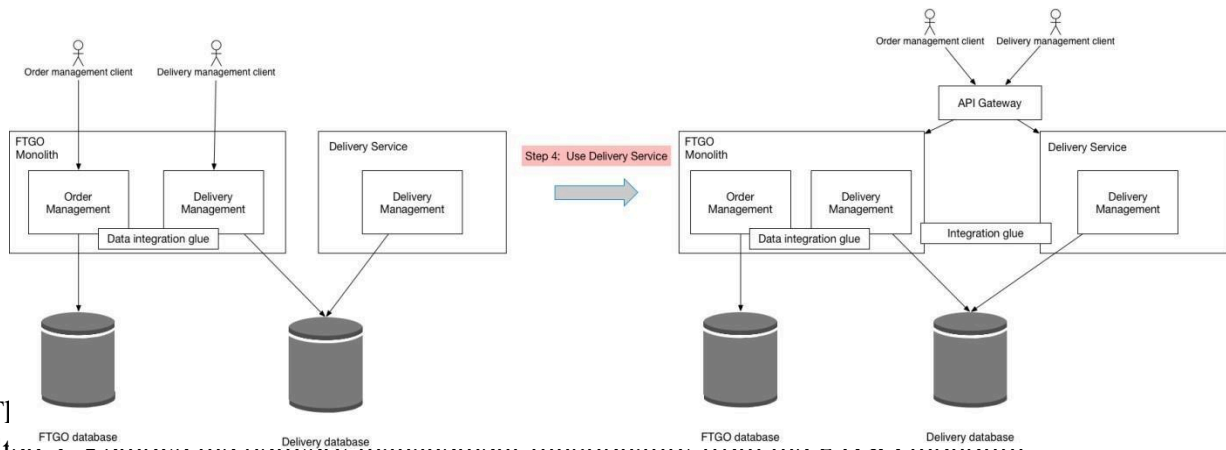 Order management client
Delivery management client
FTGO
Monolith
Order
Management
Delivery
Management
Data integration glue
Delivery Service
Delivery
Management
FTGO database
Delivery database
Step 4: Use Delivery Service
Order management client
Delivery management client
API Gateway
FTGO
Monolith
Order
Management
Delivery
Management
Data integration glue
Integration glue
Delivery Service
Delivery
Management
FTGO database
Delivery database